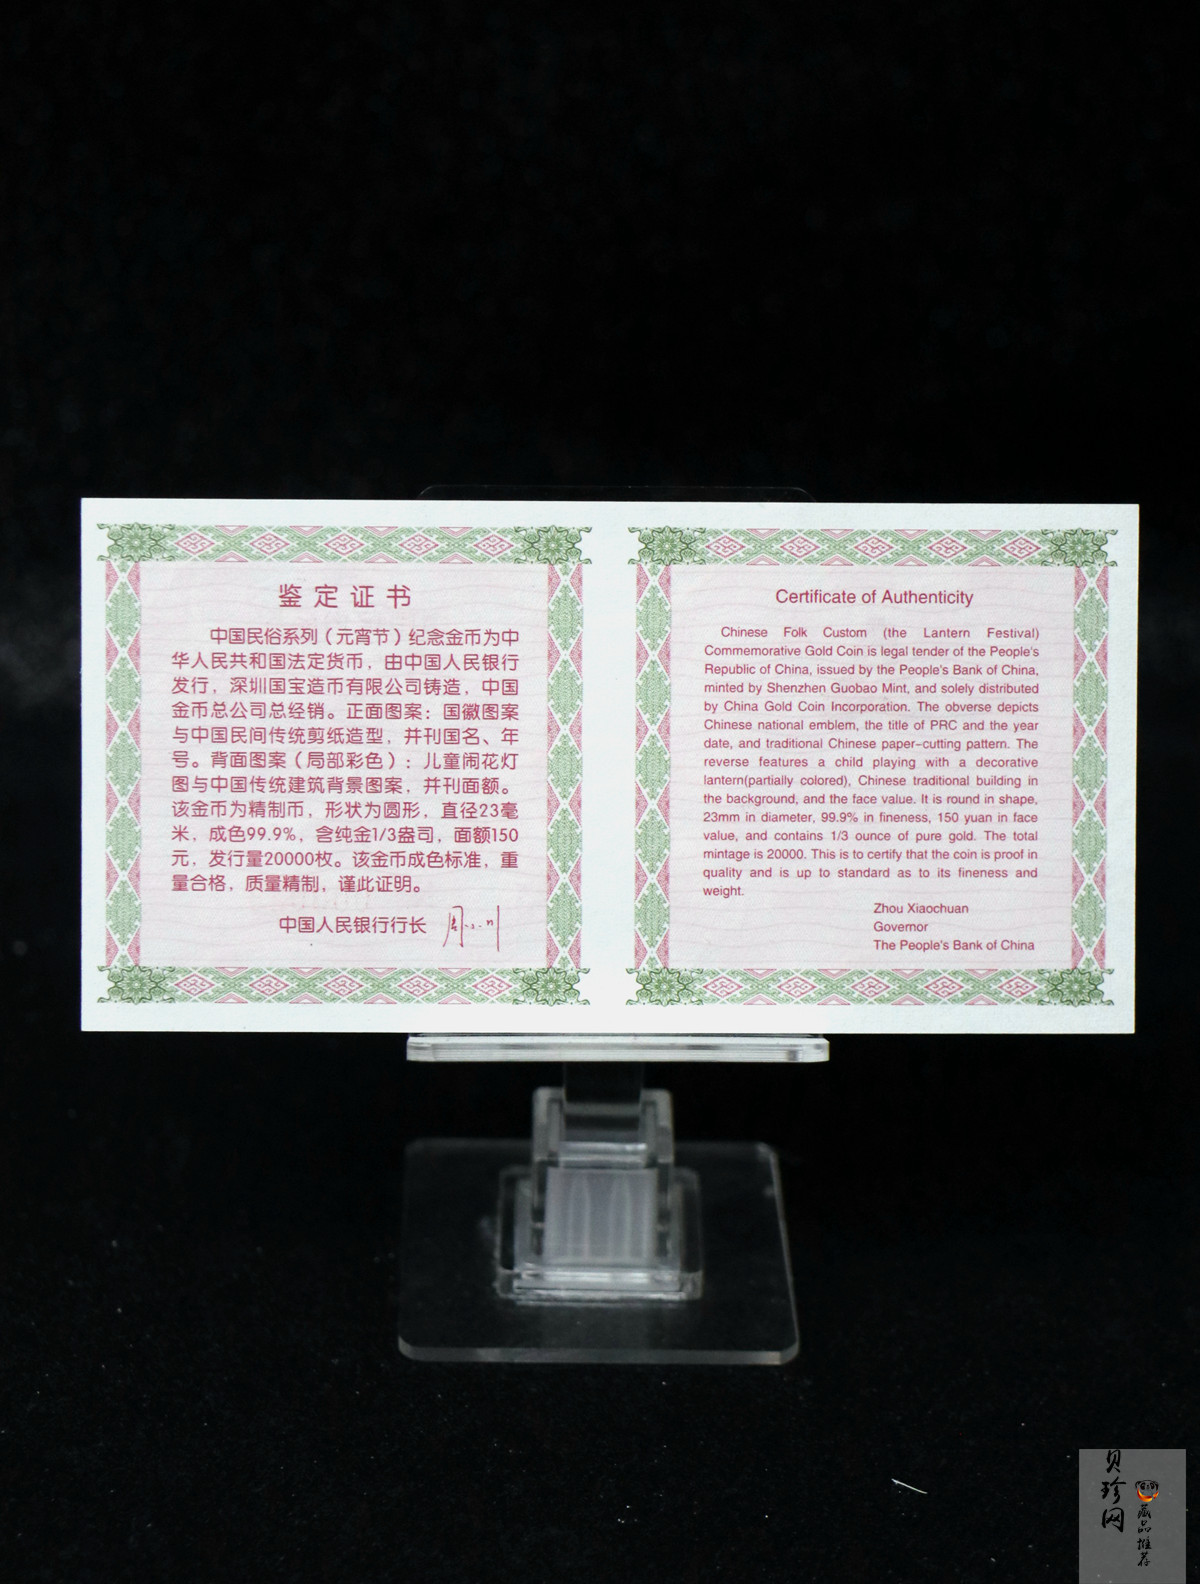 鉴定证书
中国民俗系列（元宵节）纪念金币为中
华人民共和国法定货币，由中国人民银行
发行，深圳国宝造币有限公司铸造，中国
金币总公司总经销。正面图案：国徽图案
与中国民间传统剪纸造型，并刊国名、年
号。背面图案（局部彩色）：儿童闹花灯
图与中国传统建筑背景图案，并刊面额。
该金币为精制币，形状为圆形，直径23毫
米，成色99.9%，含纯金1/3盎司，面额150
元，发行量20000枚。该金币成色标准，重
量合格，质量精制，谨此证明。
中国人民银行行长 周小川
Certificate of Authenticity
Chinese Folk Custom (the Lantern Festival)
Commemorative Gold Coin is legal tender of the People's
Republic of China, issued by the People's Bank of China,
minted by Shenzhen Guobao Mint, and solely distributed
by China Gold Coin Incorporation. The obverse depicts
Chinese national emblem, the title of PRC and the year
date, and traditional Chinese paper-cutting pattern. The
reverse features a child playing with a decorative
lantern(partially colored), Chinese traditional building in
the background, and the face value. It is round in shape,
23mm in diameter, 99.9% in fineness, 150 yuan in face
value, and contains 1/3 ounce of pure gold. The total
mintage is 20000. This is to certify that the coin is proof in
quality and is up to standard as to its fineness and
weight.
Zhou Xiaochuan
Governor
The People's Bank of China
贝珍网
藏品推荐